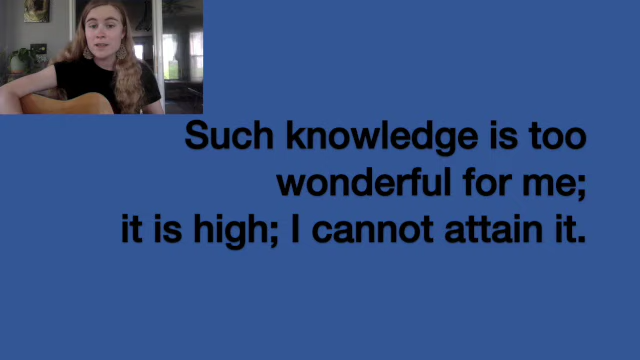 Such knowledge is too
wonderful for me;
it is high; I cannot attain it.